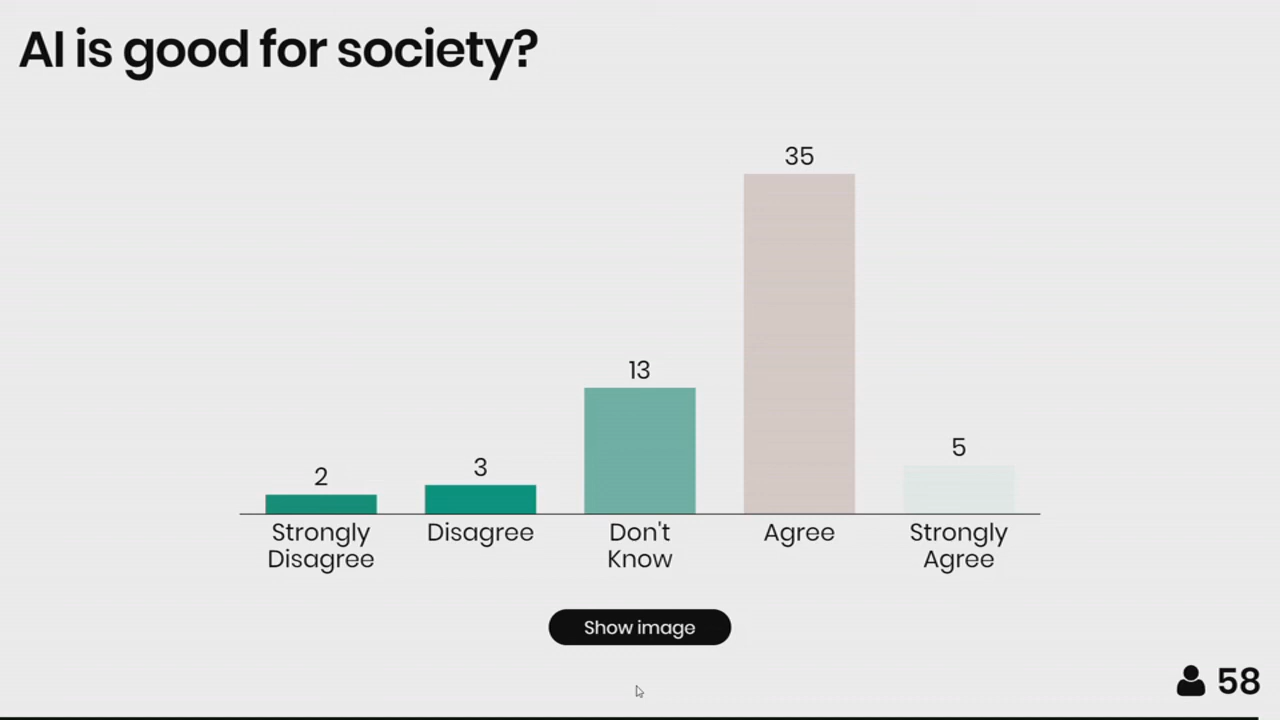 AI is good for society?
35
13
5
3
2
Strongly
Disagree
Disagree
Don't
Know
Agree
Strongly
Agree
Show image
58